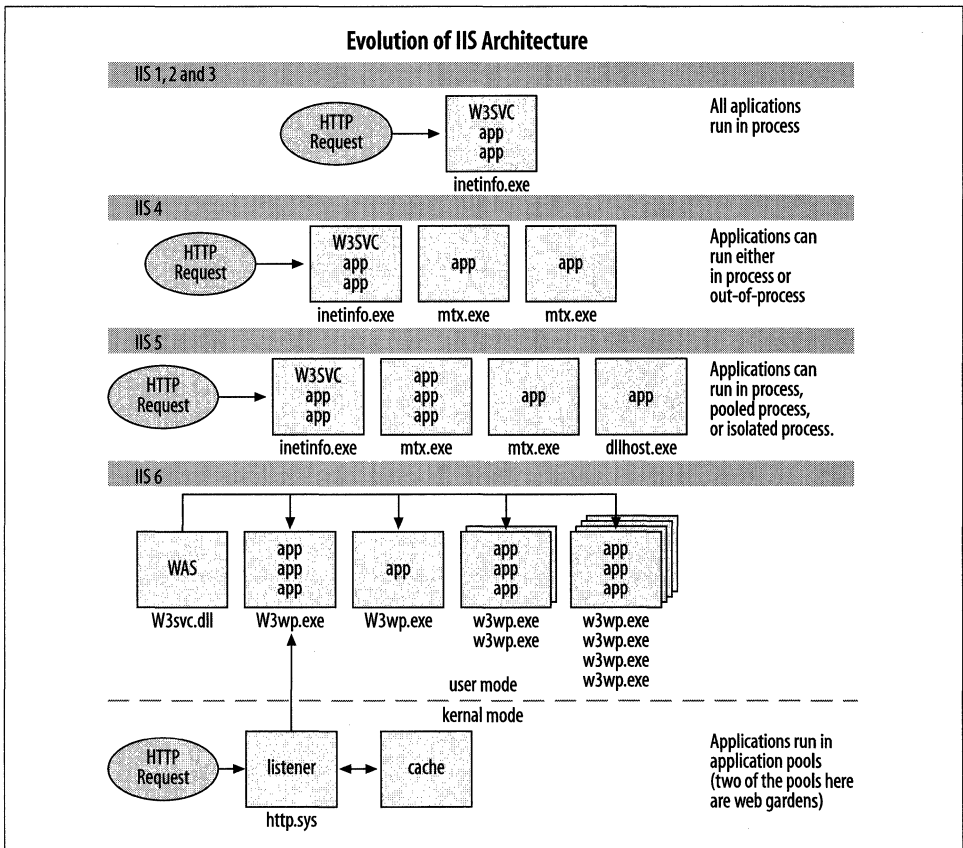 Evolution of IIS Architecture
IIS 1, 2 and 3
HTTP
Request
W3SVC
app
app
inetinfo.exe
All aplications
run in process
IIS 4
HTTP
Request
W3SVC
app
app
inetinfo.exe
app
mtx.exe
app
mtx.exe
Applications can
run either
in process or
out-of-process
IIS 5
HTTP
Request
W3SVC
app
app
inetinfo.exe
app
app
app
mtx.exe
app
mtx.exe
app
dllhost.exe
Applications can
run in process,
pooled process,
or isolated process.
IIS 6
WAS
W3svc.dll
app
app
app
W3wp.exe
app
W3wp.exe
app
app
app
w3wp.exe
w3wp.exe
app
app
app
w3wp.exe
w3wp.exe
w3wp.exe
w3wp.exe
user mode
kernal mode
HTTP
Request
listener
http.sys
cache
Applications run in
application pools
(two of the pools here
are web gardens)